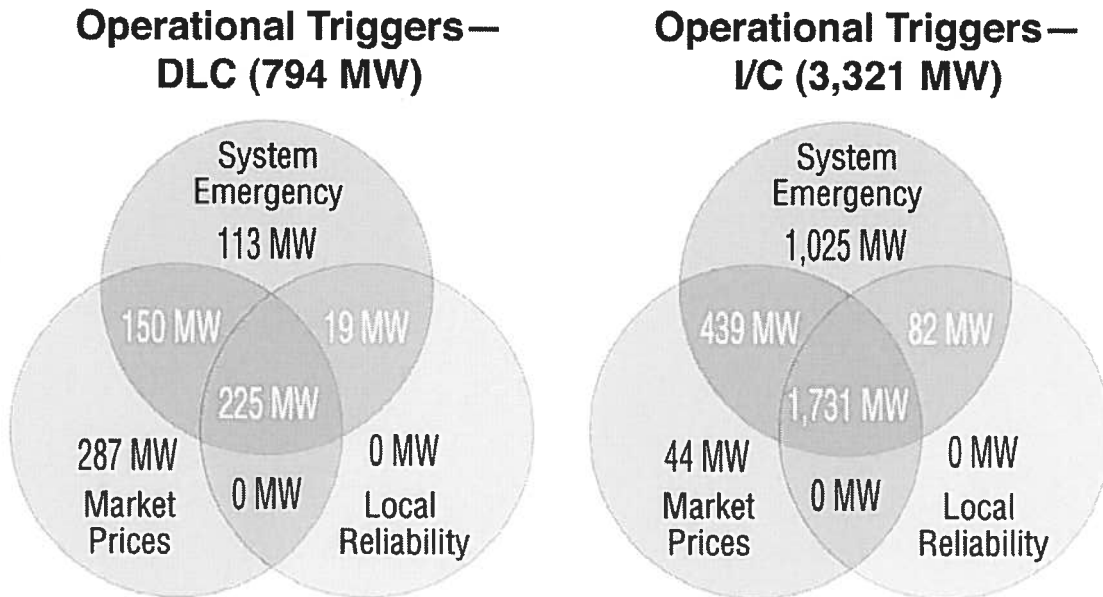 Operational Triggers—
DLC (794 MW)
System
Emergency
113 MW
150 MW
19 MW
225 MW
287 MW
Market
Prices
0 MW
0 MW
Local
Reliability
Operational Triggers—
I/C (3,321 MW)
System
Emergency
1,025 MW
439 MW
82 MW
1,731 MW
44 MW
Market
Prices
0 MW
0 MW
Local
Reliability